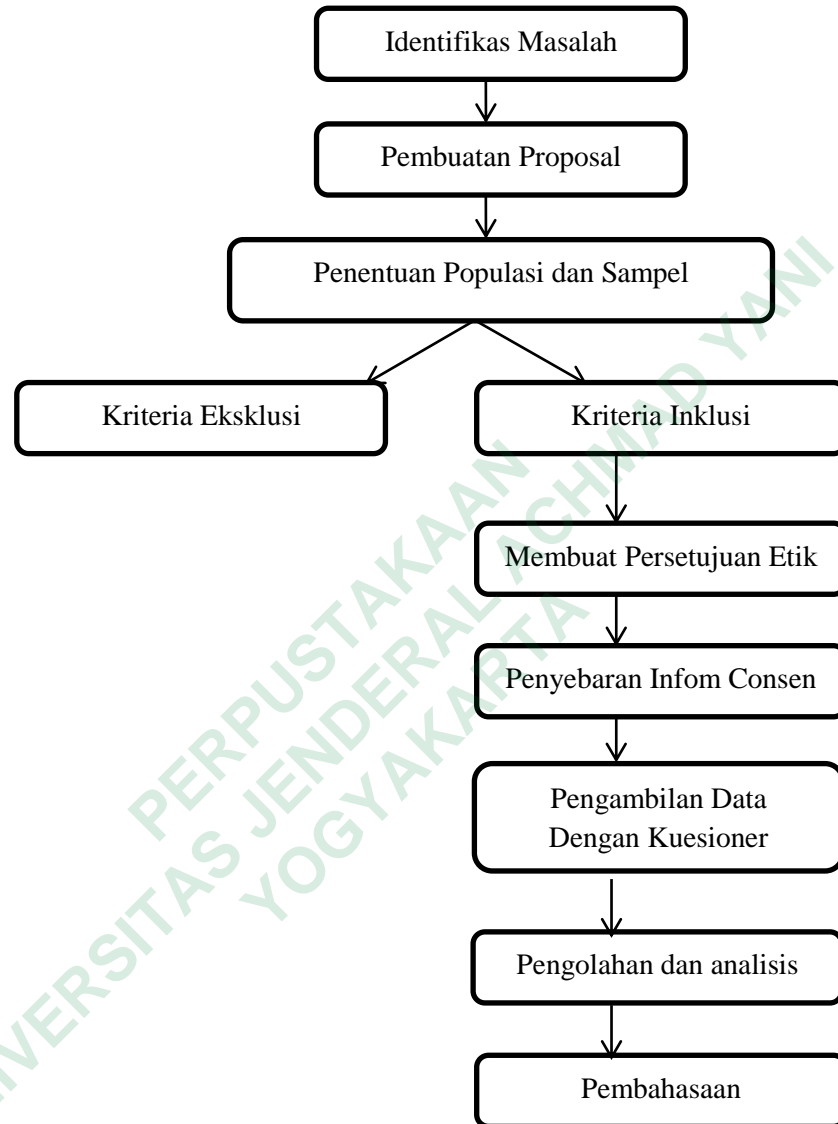 Identifikas Masalah
Pembuatan Proposal
Penentuan Populasi dan Sampel
Kriteria Eksklusi
Kriteria Inklusi
Membuat Persetujuan Etik
Penyebaran Infom Consen
Pengambilan Data
Dengan Kuesioner
Pengolahan dan analisis
Pembahasaan
PERPUSTAKAAN
IVERSITAS JENDERAL ACHMAD YANI
YOGYAKARTA